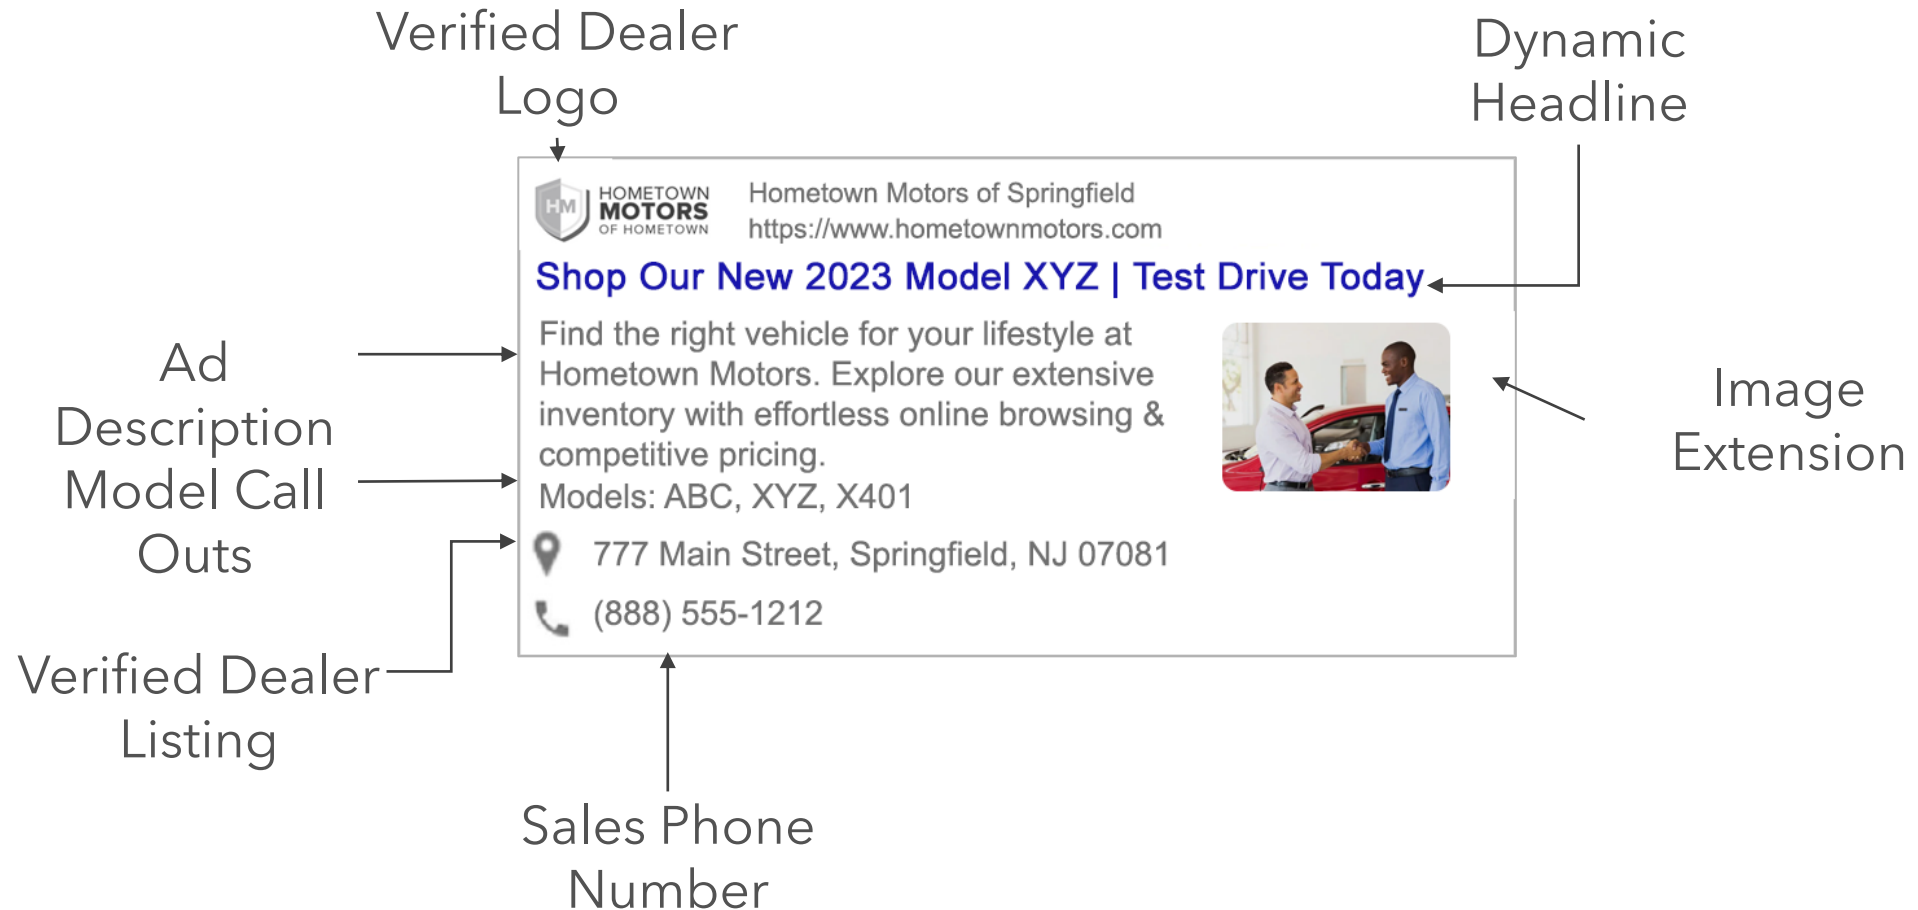 Verified Dealer
Logo
Dynamic
Headline
HM
HOMETOWN
MOTORS
OF HOMETOWN
Hometown Motors of Springfield
https://www.hometownmotors.com
Shop Our New 2023 Model XYZ | Test Drive Today
Find the right vehicle for your lifestyle at
Hometown Motors. Explore our extensive
inventory with effortless online browsing &
competitive pricing.
Models: ABC, XYZ, X401
777 Main Street, Springfield, NJ 07081
(888) 555-1212
Ad
Description
Model Call
Outs
Image
Extension
Verified Dealer
Listing
Sales Phone
Number